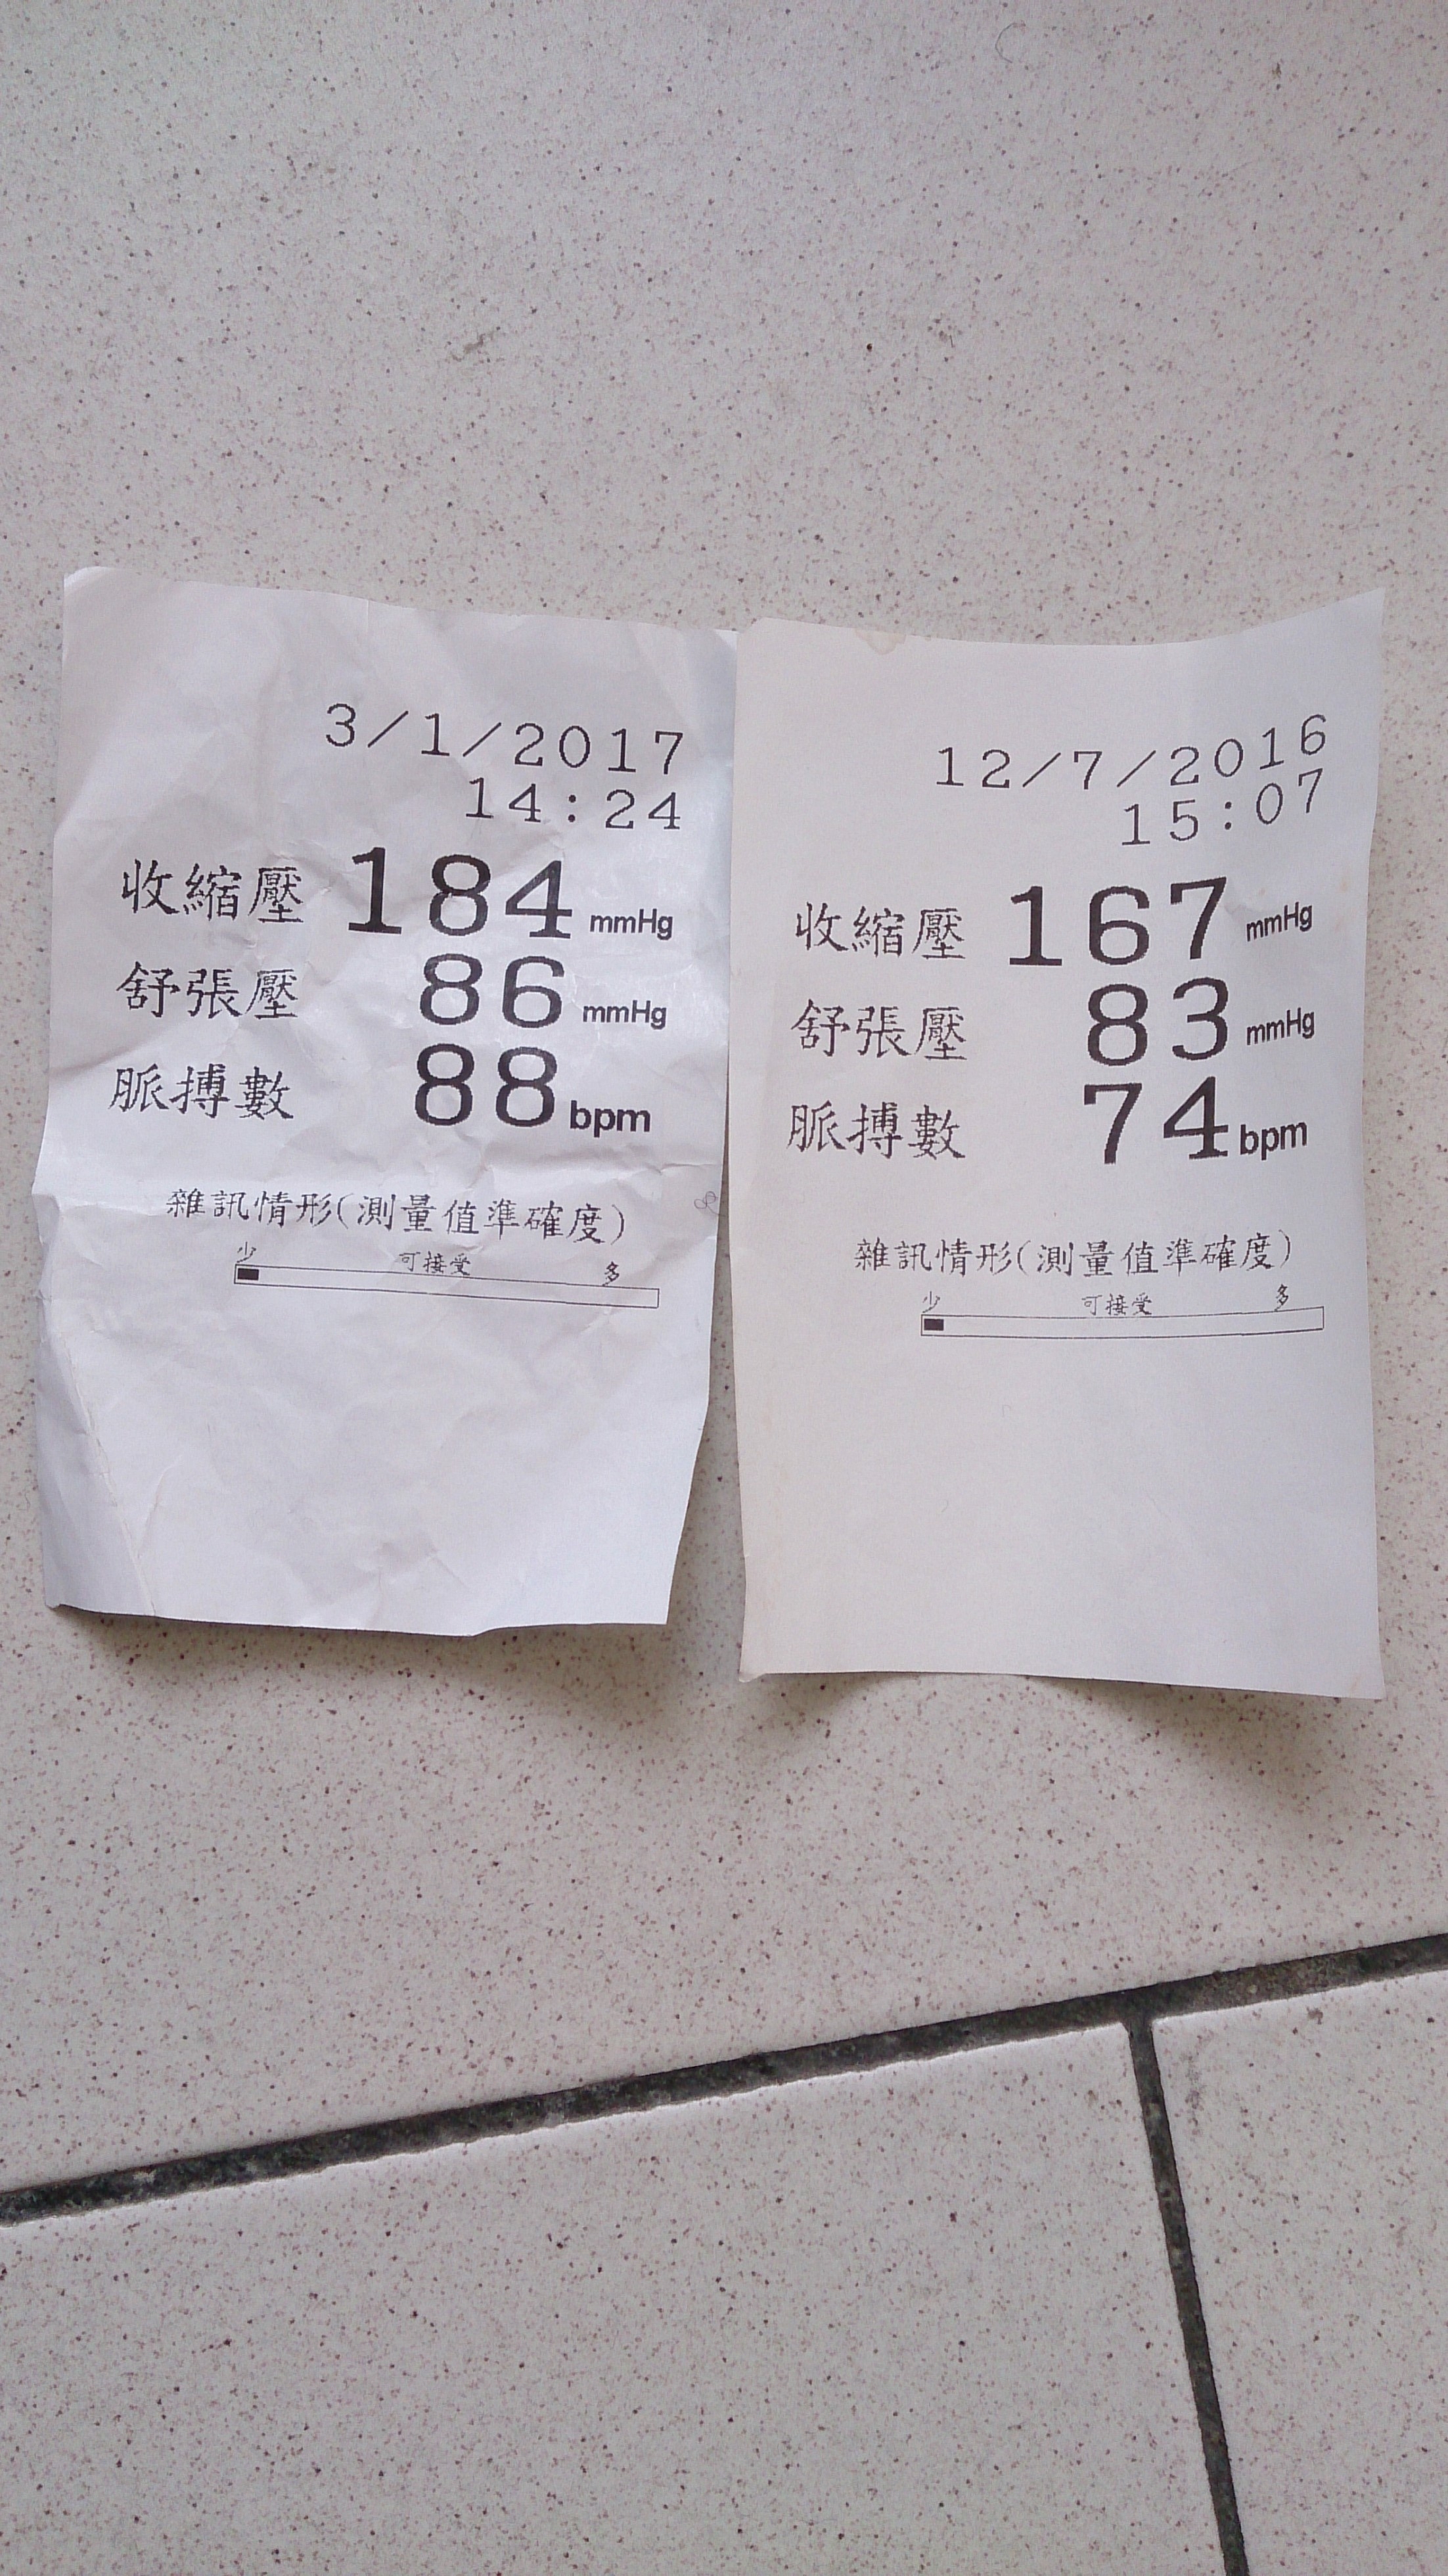 3/1/2017
14:24
收縮壓 184 mmHg
舒張壓 86 mmHg
脈搏數 88 bpm
雜訊情形(測量值準確度)
少 可接受 多
12/7/2016
15:07
收縮壓 167 mmHg
舒張壓 83 mmHg
脈搏數 74 bpm
雜訊情形(測量值準確度)
少 可接受 多